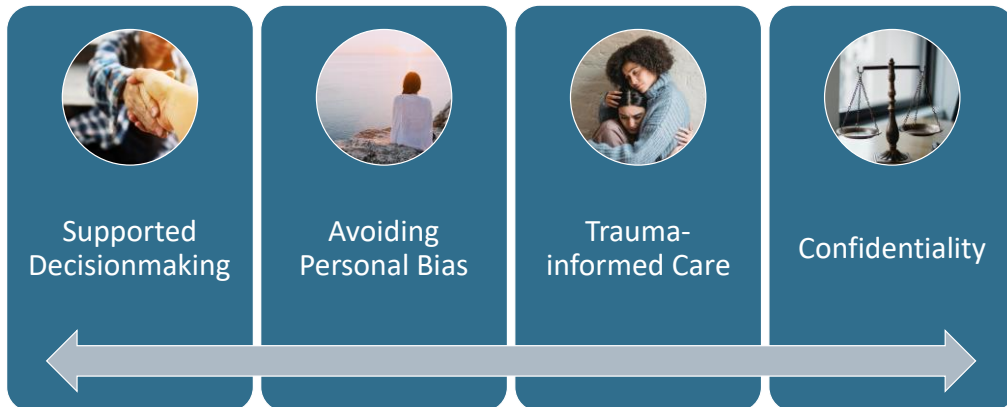 Supported
Decisionmaking
Avoiding
Personal Bias
Trauma-
informed Care
Confidentiality